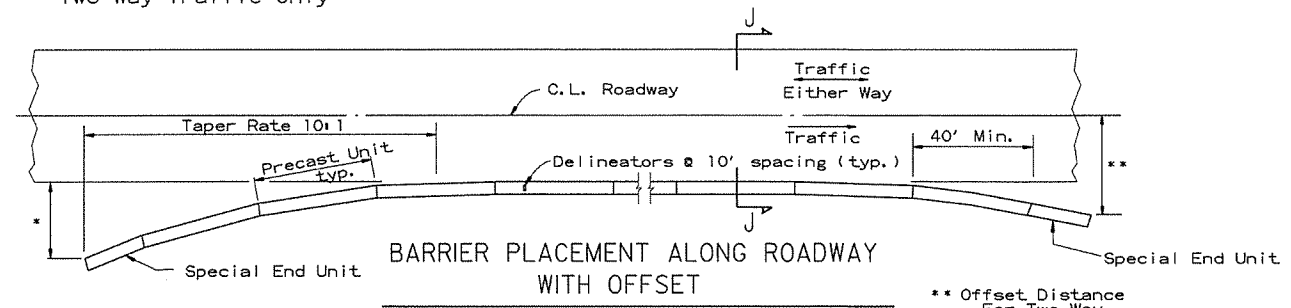 Two Way Traffic Only
J
Traffic
Either Way
C.L. Roadway
Taper Rate 10:1
Traffic
40' Min.
Precast Unit
typ.
Delineators @ 10' spacing (typ.)
**
*
J
BARRIER PLACEMENT ALONG ROADWAY
WITH OFFSET
Special End Unit
Special End Unit
** Offset Distance
For Two Way